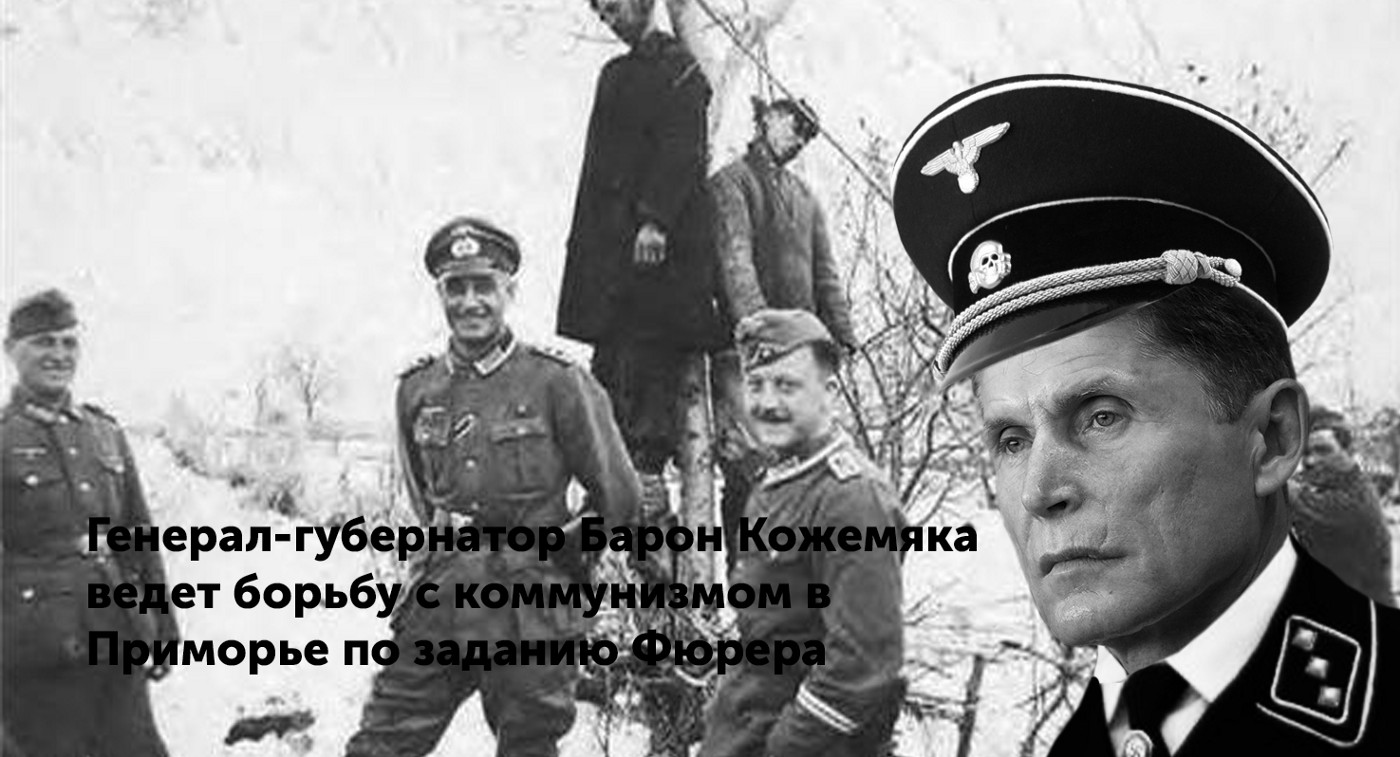 Генерал-губернатор Барон Кожемяка
ведет борьбу с коммунизмом в
Приморье по заданию Фюрера